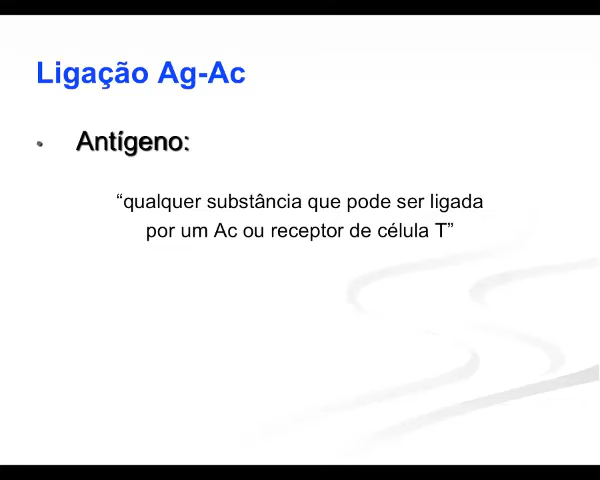 Ligação Ag-Ac
• Antígeno:
“qualquer substância que pode ser ligada
por um Ac ou receptor de célula T”